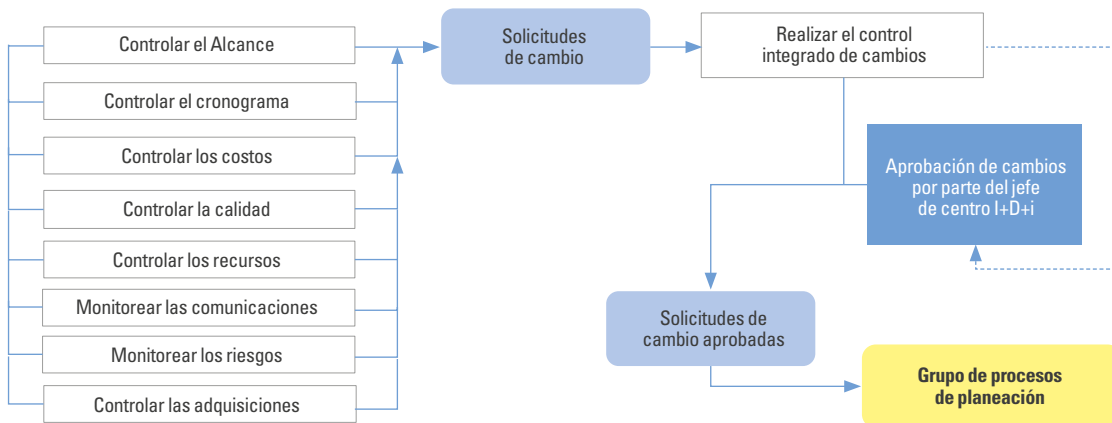 Controlar el Alcance
Controlar el cronograma
Controlar los costos
Controlar la calidad
Controlar los recursos
Monitorear las comunicaciones
Monitorear los riesgos
Controlar las adquisiciones
Solicitudes
de cambio
Realizar el control
integrado de cambios
Aprobación de cambios
por parte del jefe
de centro I+D+i
Solicitudes de
cambio aprobadas
Grupo de procesos
de planeación